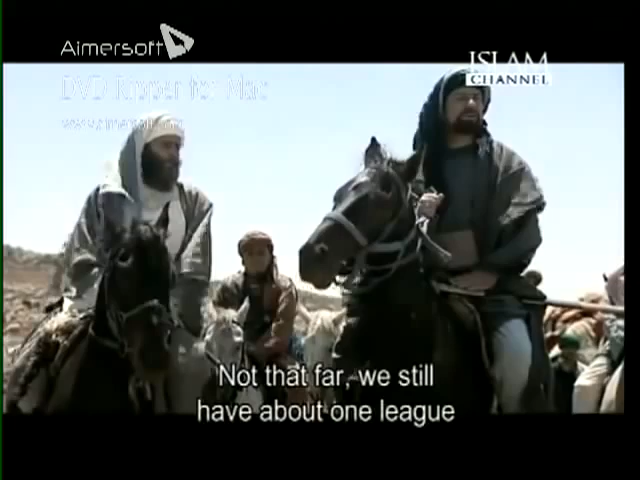 Aimersoft
ISLAM
CHANNEL
DVD Ripper for Mac
Not that far, we still
have about one league